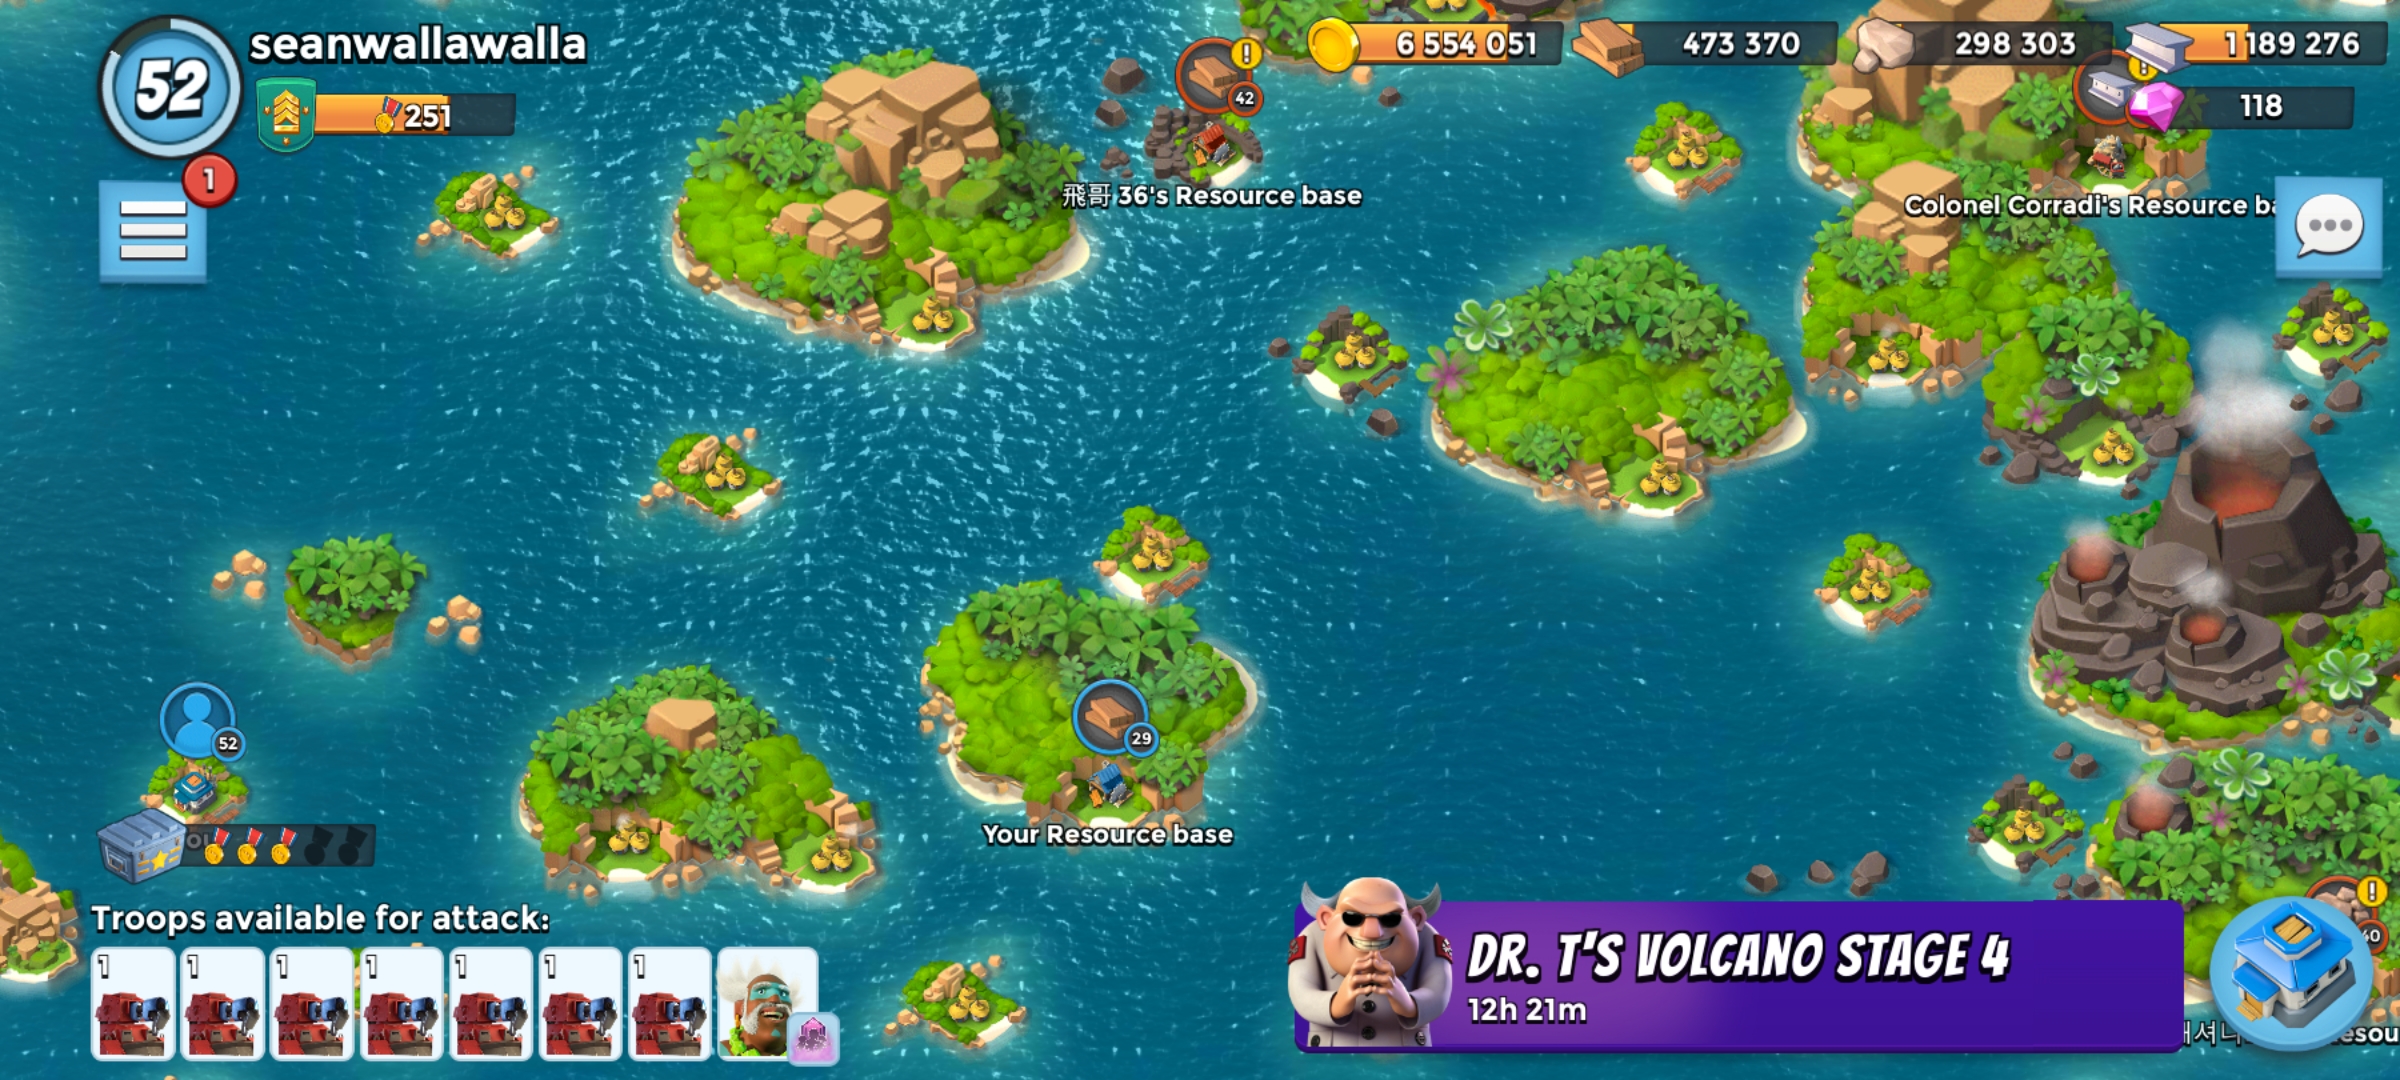 52
seanwallawalla
251
1
6 554 051
473 370
298 303
1 189 276
118
42
飛哥 36's Resource base
Colonel Corradi's Resource ba
52
29
Your Resource base
Troops available for attack:
1
1
1
1
1
1
1
DR. T'S VOLCANO STAGE 4
12h 21m